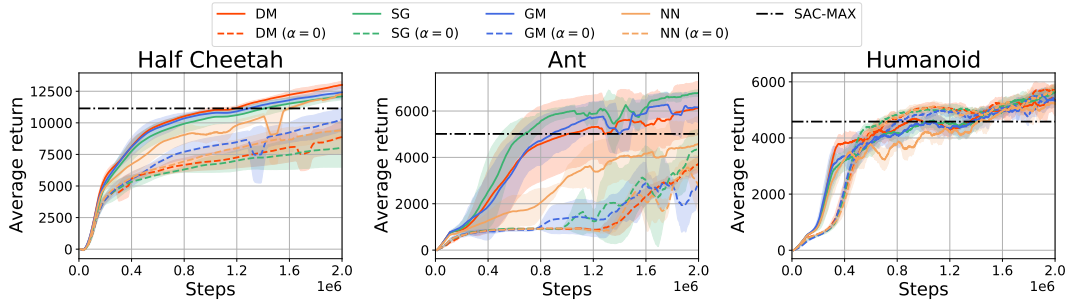 DM SG GM NN SAC-MAX
DM (α = 0) SG (α = 0) GM (α = 0) NN (α = 0)
Half Cheetah
Average return
12500
10000
7500
5000
2500
0
0.0 0.4 0.8 1.2 1.6 2.0
Steps
1e6
Ant
Average return
6000
4000
2000
0
0.0 0.4 0.8 1.2 1.6 2.0
Steps
1e6
Humanoid
Average return
6000
4000
2000
0
0.0 0.4 0.8 1.2 1.6 2.0
Steps
1e6